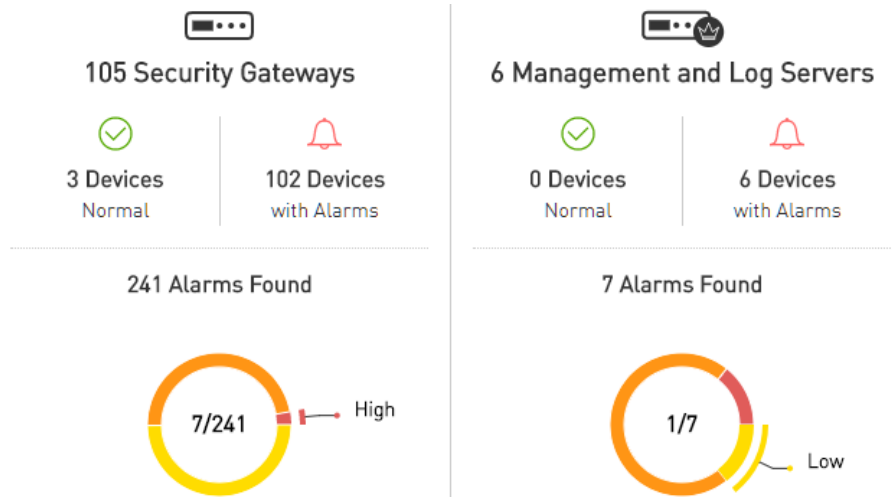 105 Security Gateways
3 Devices
Normal
102 Devices
with Alarms
241 Alarms Found
7/241
High
6 Management and Log Servers
0 Devices
Normal
6 Devices
with Alarms
7 Alarms Found
1/7
Low